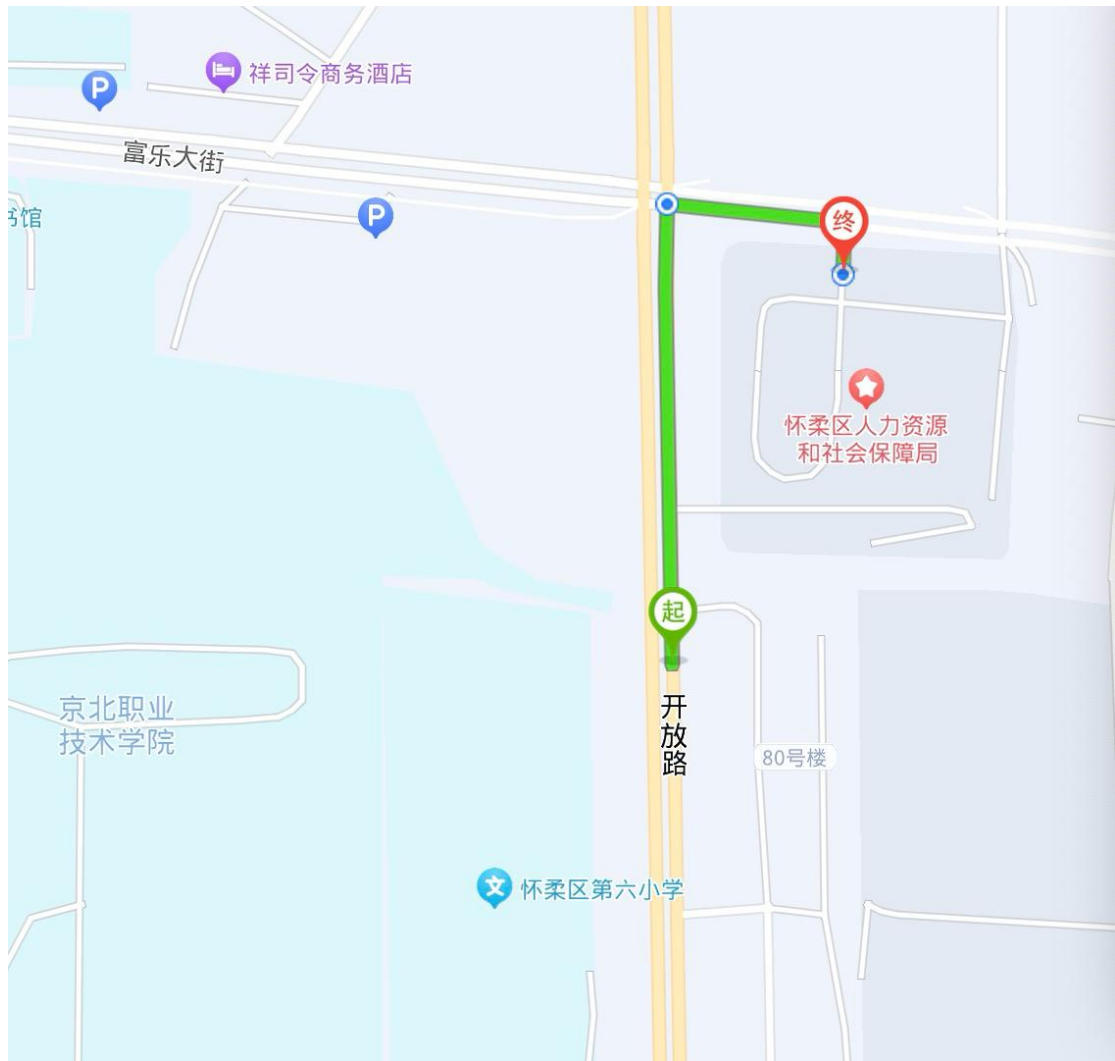 祥司令商务酒店
P
富乐大街
P
书馆
终
怀柔区人力资源
和社会保障局
起
开放路
京北职业
技术学院
80号楼
文
怀柔区第六小学